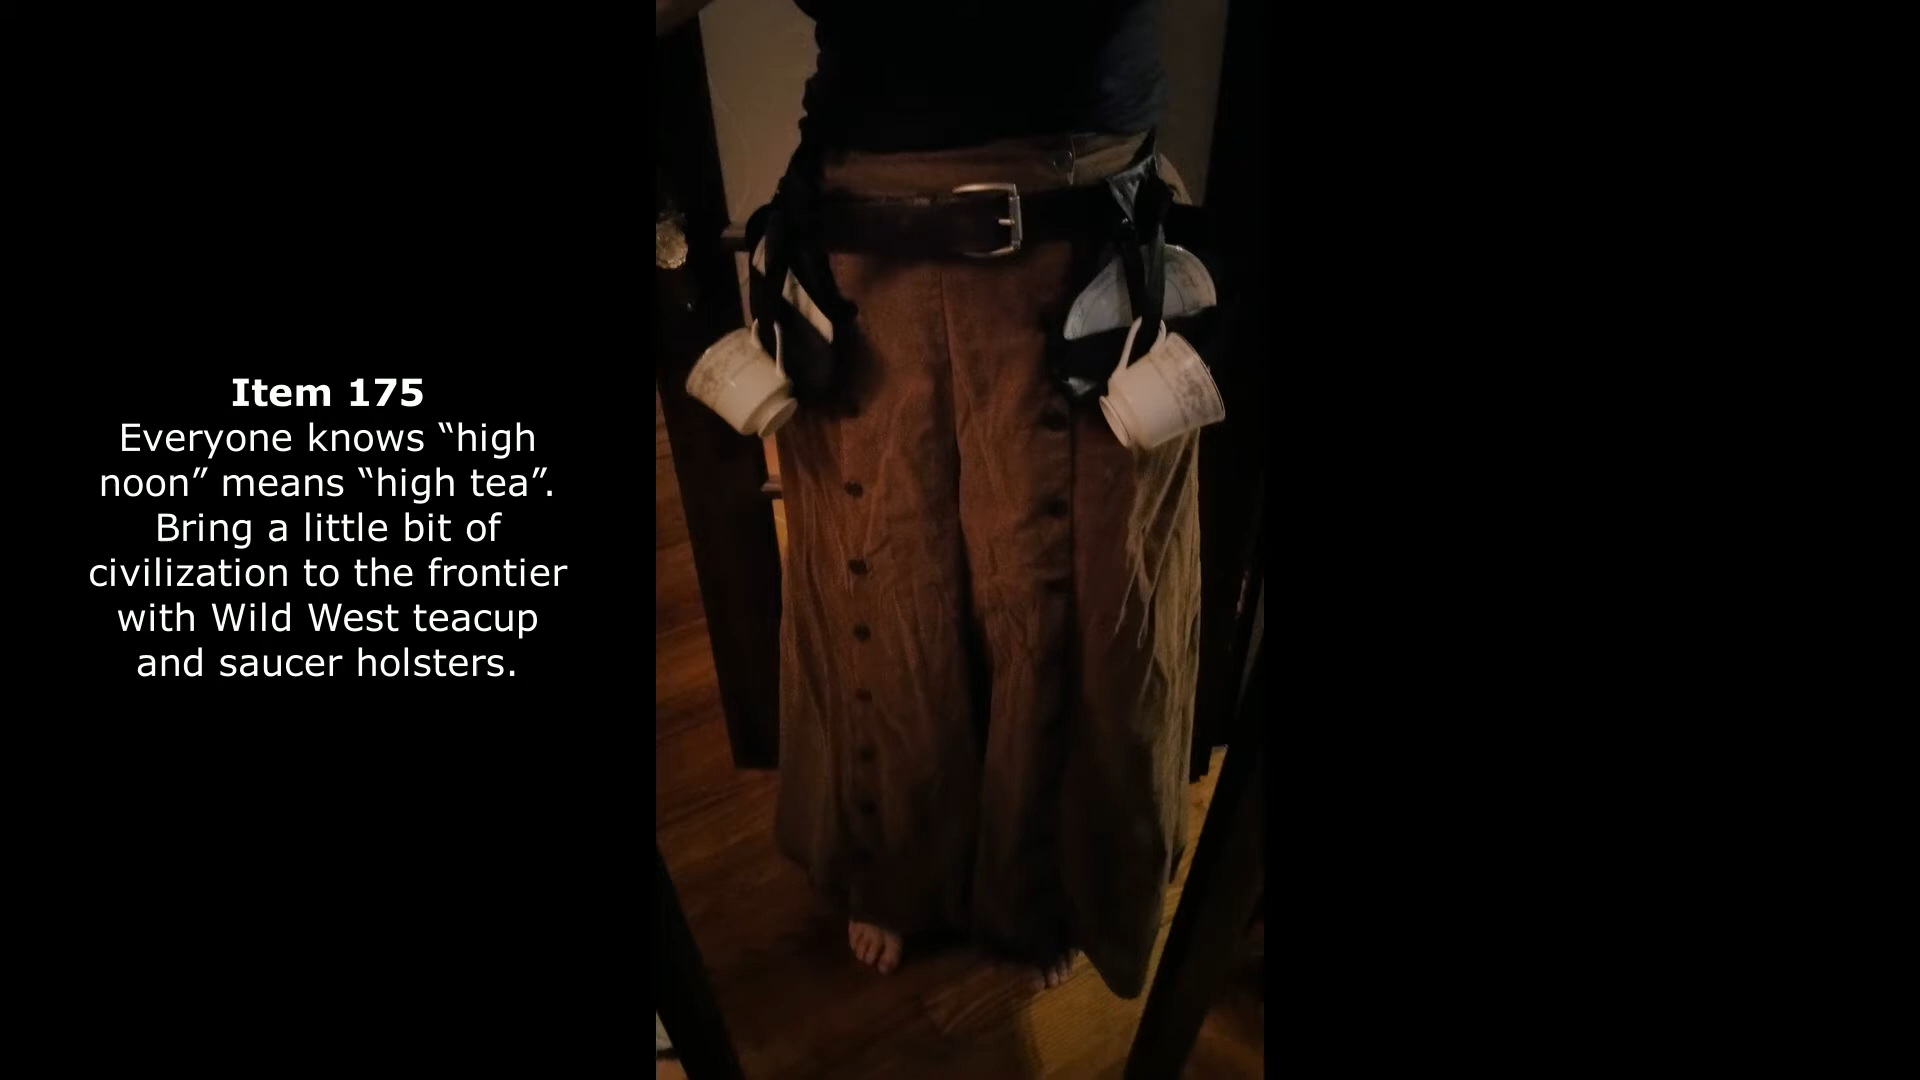 Item 175
Everyone knows “high
noon” means “high tea”.
Bring a little bit of
civilization to the frontier
with Wild West teacup
and saucer holsters.